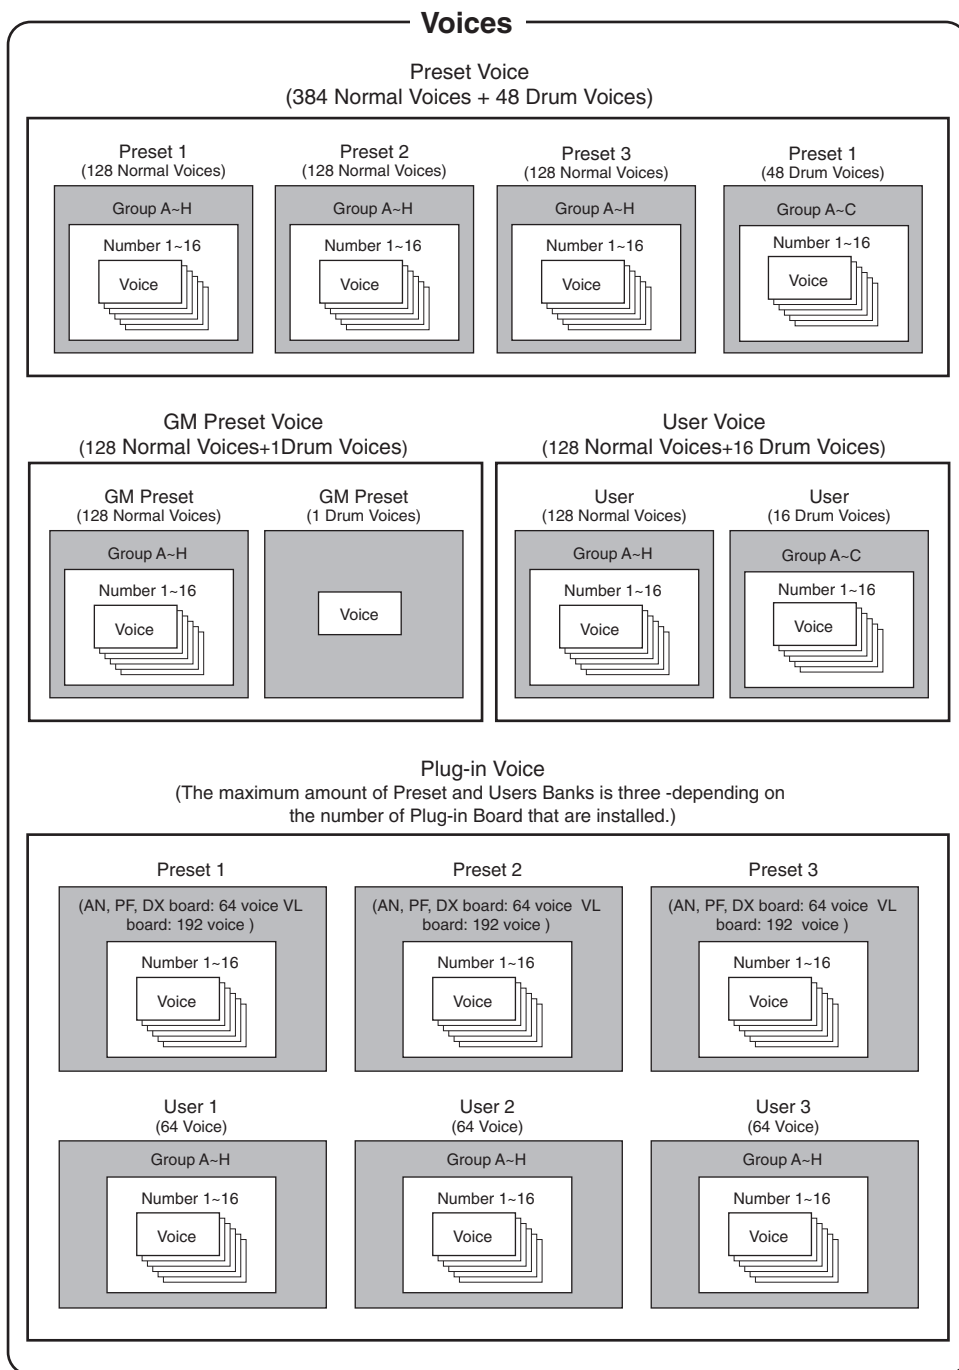 Voices
Preset Voice
(384 Normal Voices + 48 Drum Voices)
Preset 1
(128 Normal Voices)
Group A~H
Number 1~16
Voice
Preset 2
(128 Normal Voices)
Group A~H
Number 1~16
Voice
Preset 3
(128 Normal Voices)
Group A~H
Number 1~16
Voice
Preset 1
(48 Drum Voices)
Group A~C
Number 1~16
Voice
GM Preset Voice
(128 Normal Voices+1Drum Voices)
GM Preset
(128 Normal Voices)
Group A~H
Number 1~16
Voice
GM Preset
(1 Drum Voices)
Voice
User Voice
(128 Normal Voices+16 Drum Voices)
User
(128 Normal Voices)
Group A~H
Number 1~16
Voice
User
(16 Drum Voices)
Group A~C
Number 1~16
Voice
Plug-in Voice
(The maximum amount of Preset and Users Banks is three -depending on
the number of Plug-in Board that are installed.)
Preset 1
(AN, PF, DX board: 64 voice VL
board: 192 voice )
Number 1~16
Voice
Preset 2
(AN, PF, DX board: 64 voice VL
board: 192 voice )
Number 1~16
Voice
Preset 3
(AN, PF, DX board: 64 voice VL
board: 192 voice )
Number 1~16
Voice
User 1
(64 Voice)
Group A~H
Number 1~16
Voice
User 2
(64 Voice)
Group A~H
Number 1~16
Voice
User 3
(64 Voice)
Group A~H
Number 1~16
Voice